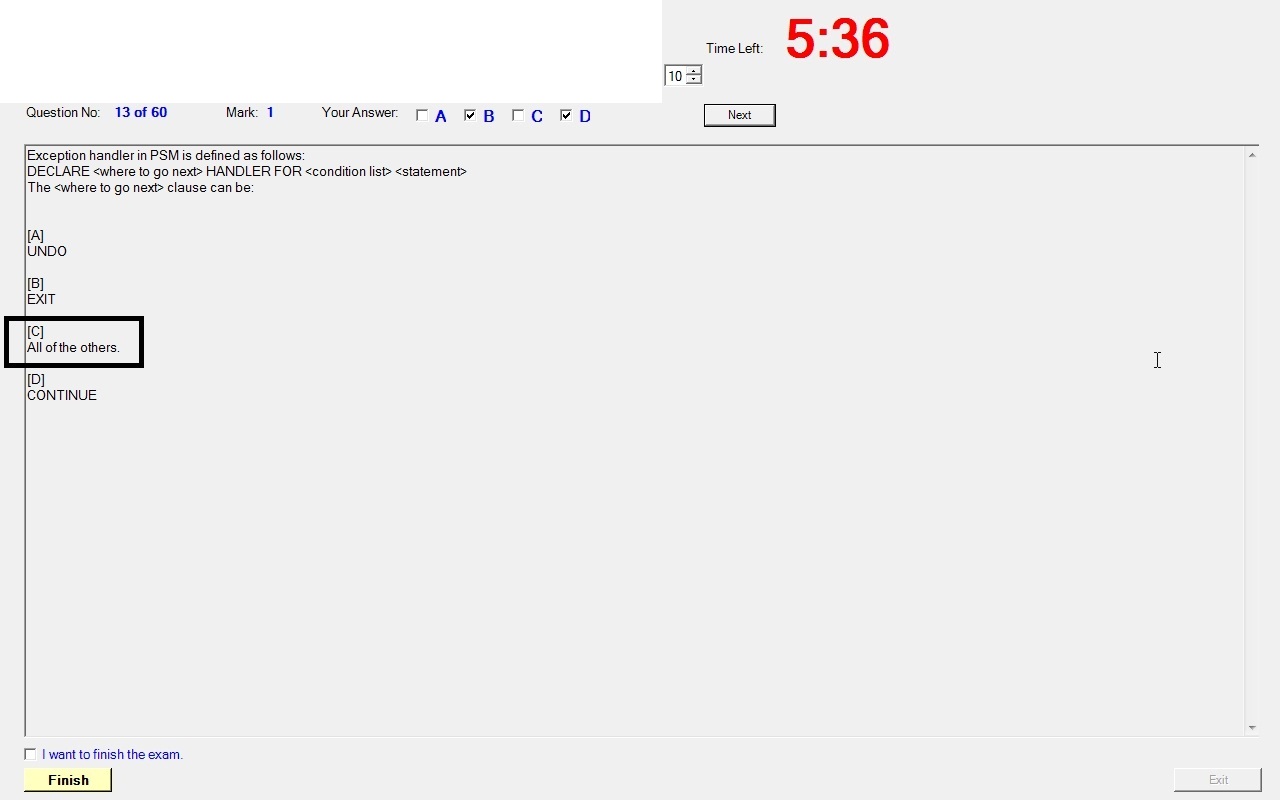 Time Left: 5:36
10
Question No: 13 of 60 Mark: 1 Your Answer: A B C D Next
Exception handler in PSM is defined as follows:
DECLARE <where to go next> HANDLER FOR <condition list> <statement>
The <where to go next> clause can be:
[A]
UNDO
[B]
EXIT
[C]
All of the others.
[D]
CONTINUE
I want to finish the exam.
Finish Exit